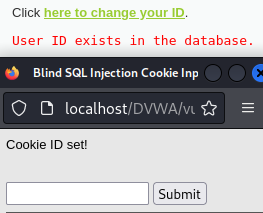 Click here to change your ID.
User ID exists in the database.
Blind SQL Injection Cookie Inp
localhost/DVWA/vu
Cookie ID set!
Submit